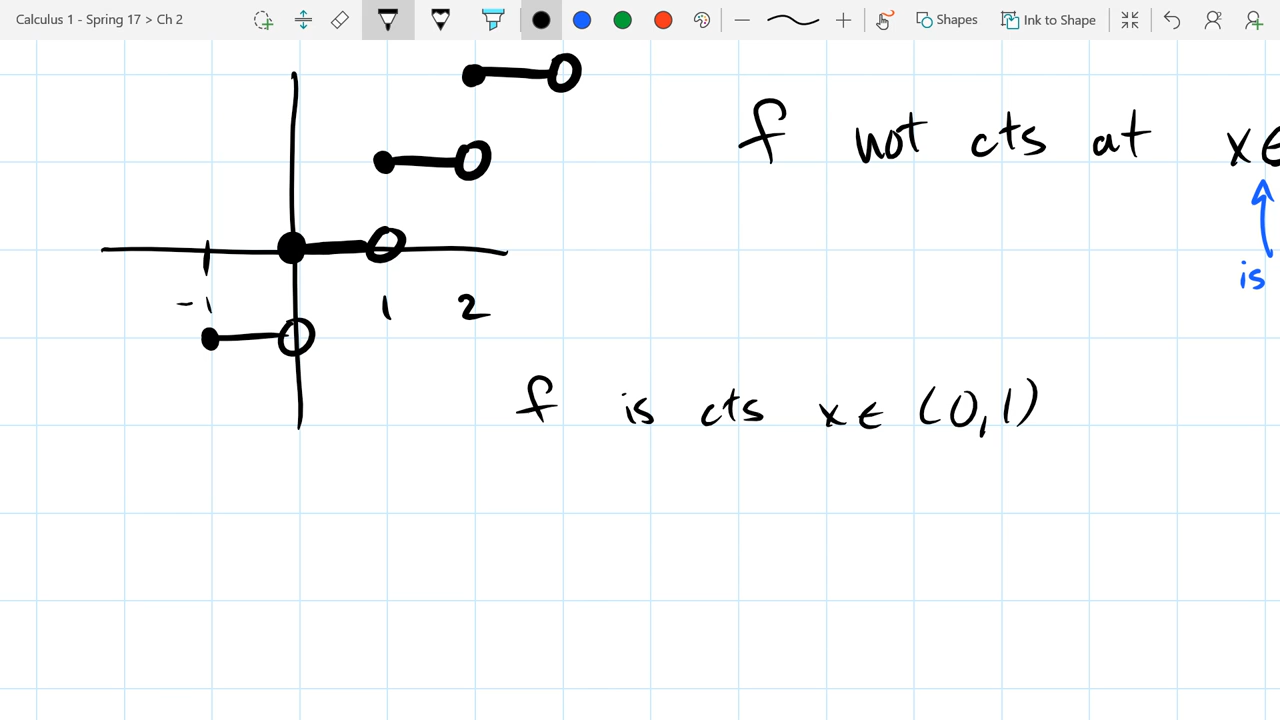 Calculus 1 - Spring 17 > Ch 2
Shapes
Ink to Shape
f not cts at x∈
is
-1 1 2
f is cts x∈ (0,1)